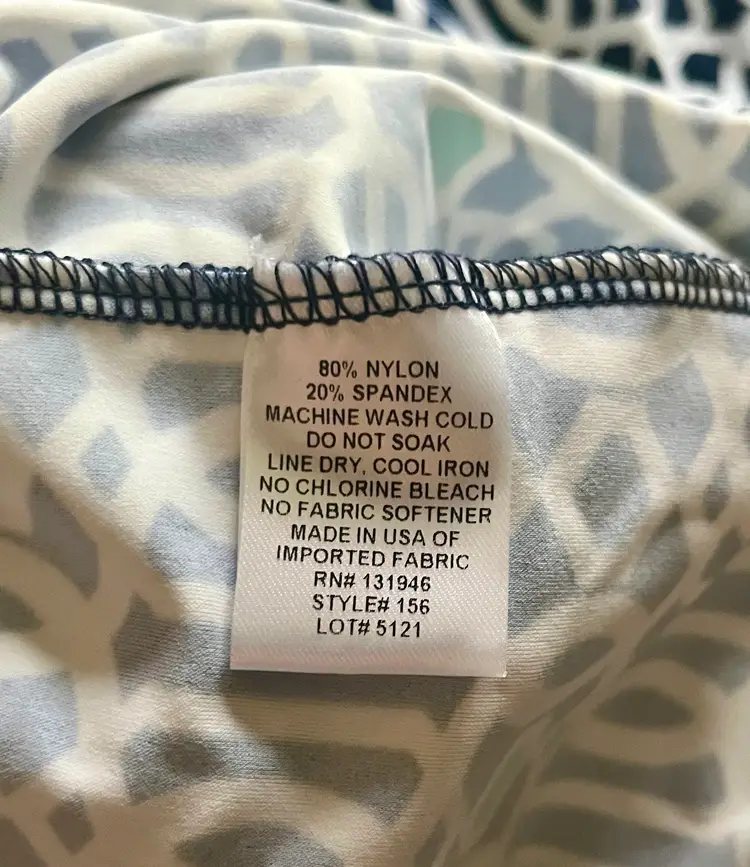 80% NYLON
20% SPANDEX
MACHINE WASH COLD
DO NOT SOAK
LINE DRY, COOL IRON
NO CHLORINE BLEACH
NO FABRIC SOFTENER
MADE IN USA OF
IMPORTED FABRIC
RN# 131946
STYLE# 156
LOT# 5121